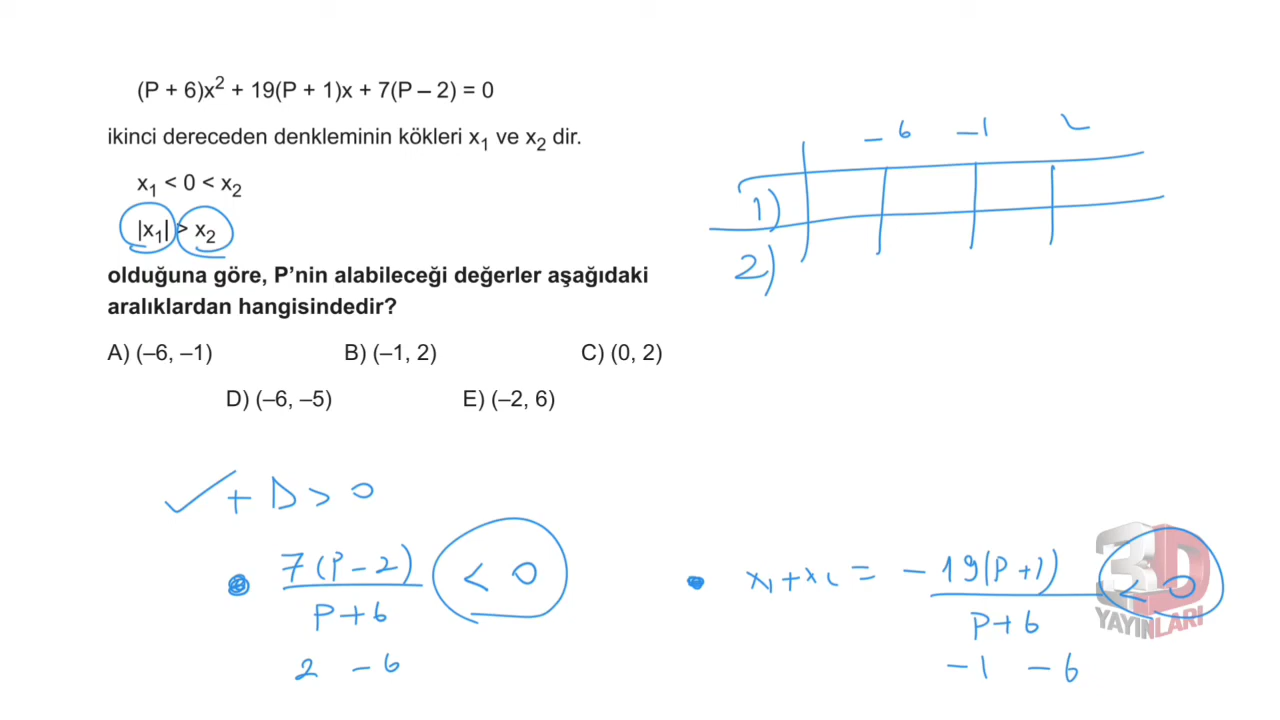 (P + 6)x² + 19(P + 1)x + 7(P – 2) = 0
ikinci dereceden denkleminin kökleri x₁ ve x₂ dir.
x₁ < 0 < x₂
|x₁| > x₂
olduğuna göre, P'nin alabileceği değerler aşağıdaki
aralıklardan hangisindedir?
A) (–6, –1) B) (–1, 2) C) (0, 2)
D) (–6, –5) E) (–2, 6)
-6 -1 2
1)
2)
+ D > 0
7(P-2) / P+6 < 0
2 -6
x₁+x₂ = -19(P+1) / P+6 < 0
-1 -6
3D
YAYINLARI